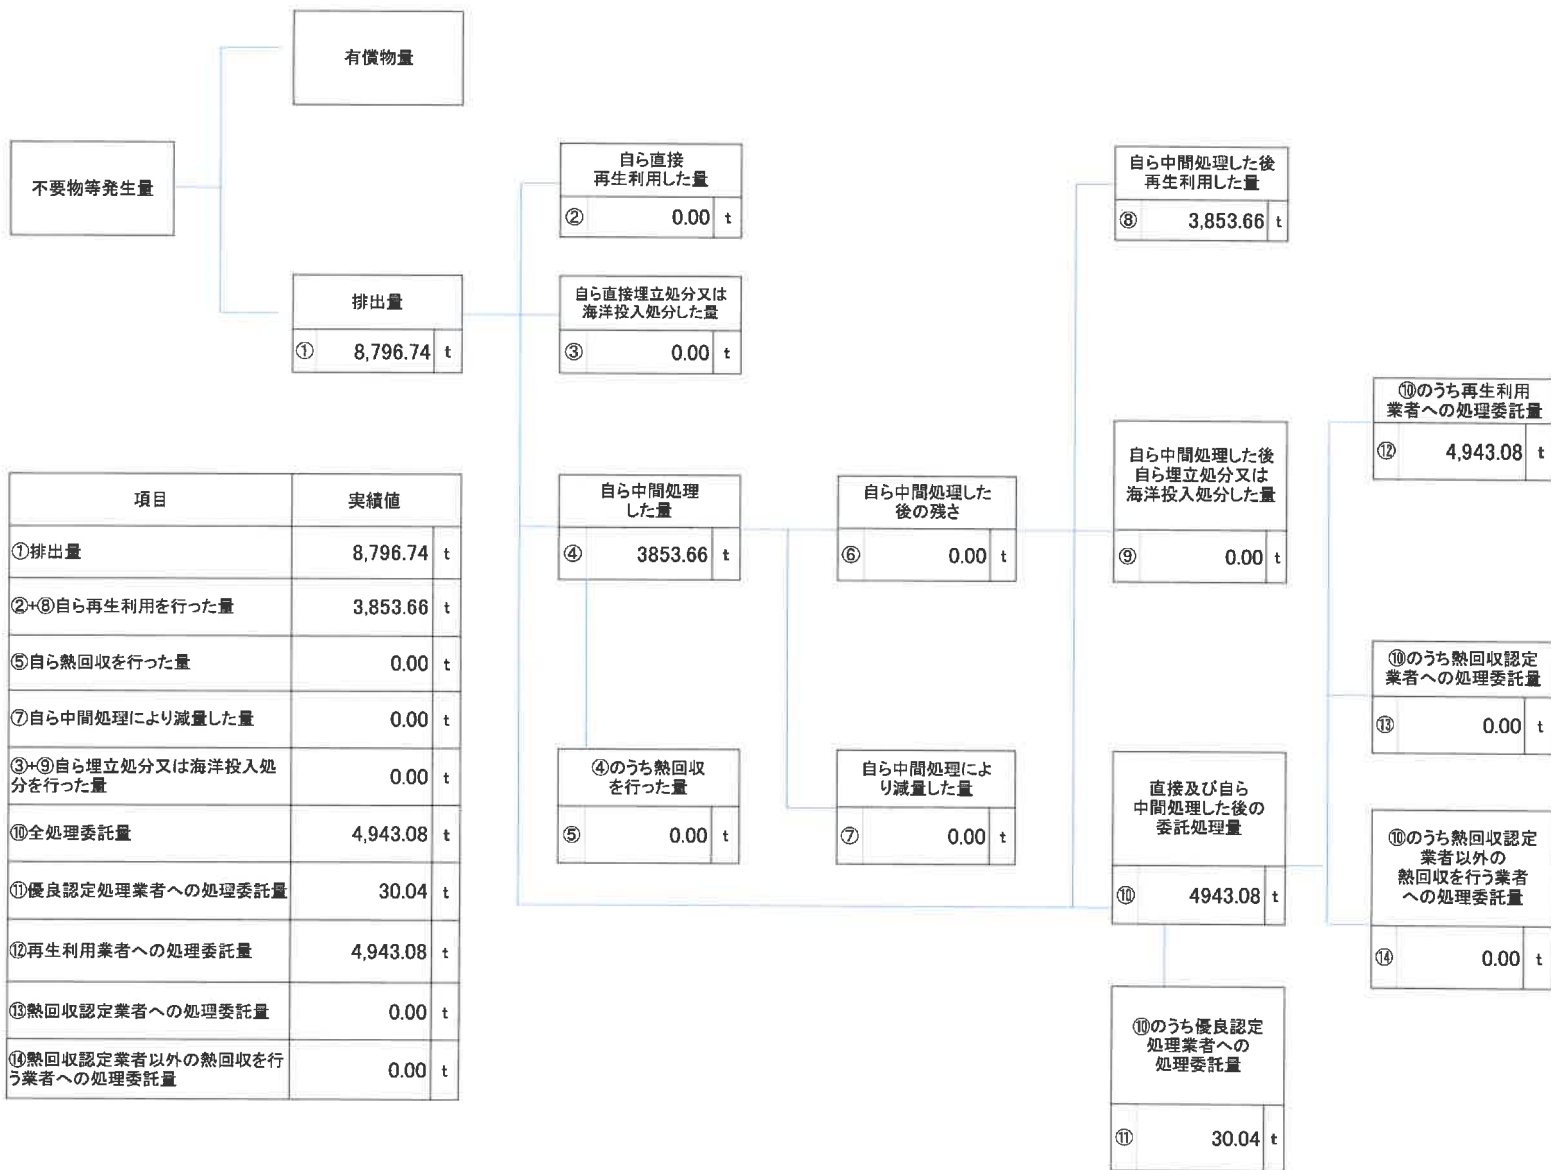 有償物量
不要物等発生量
排出量
① 8,796.74 t
自ら直接
再生利用した量
② 0.00 t
自ら直接埋立処分又は
海洋投入処分した量
③ 0.00 t
自ら中間処理
した量
④ 3853.66 t
④のうち熱回収
を行った量
⑤ 0.00 t
自ら中間処理した
後の残さ
⑥ 0.00 t
自ら中間処理によ
り減量した量
⑦ 0.00 t
自ら中間処理した後
再生利用した量
⑧ 3,853.66 t
自ら中間処理した後
自ら埋立処分又は
海洋投入処分した量
⑨ 0.00 t
直接及び自ら
中間処理した後の
委託処理量
⑩ 4943.08 t
⑩のうち優良認定
処理業者への
処理委託量
⑪ 30.04 t
⑩のうち再生利用
業者への処理委託量
⑫ 4,943.08 t
⑩のうち熱回収認定
業者への処理委託量
⑬ 0.00 t
⑩のうち熱回収認定
業者以外の
熱回収を行う業者
への処理委託量
⑭ 0.00 t
項目 実績値
①排出量 8,796.74 t
②+⑧自ら再生利用を行った量 3,853.66 t
⑤自ら熱回収を行った量 0.00 t
⑦自ら中間処理により減量した量 0.00 t
③+⑨自ら埋立処分又は海洋投入処
分を行った量 0.00 t
⑩全処理委託量 4,943.08 t
⑪優良認定処理業者への処理委託量 30.04 t
⑫再生利用業者への処理委託量 4,943.08 t
⑬熱回収認定業者への処理委託量 0.00 t
⑭熱回収認定業者以外の熱回収を行
う業者への処理委託量 0.00 t